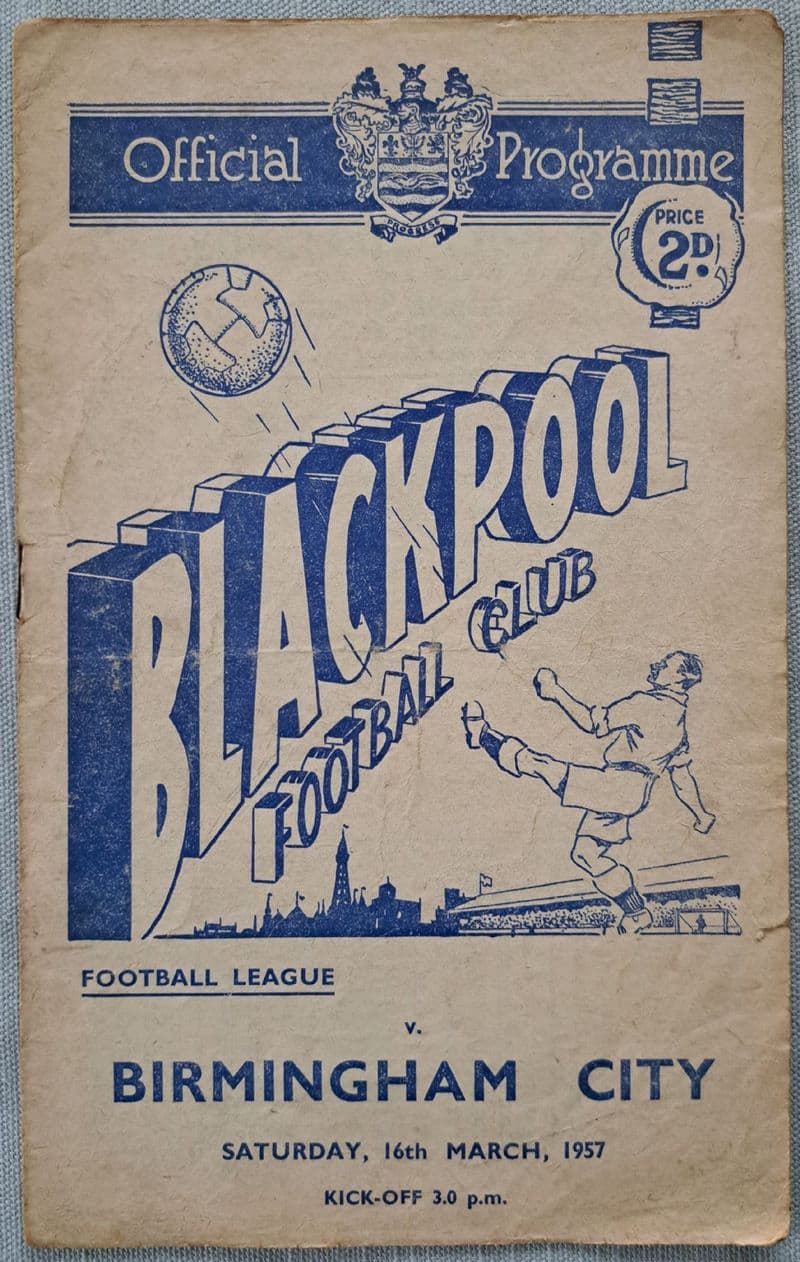 Official Programme
PROGRESS
PRICE
2D.
BLACKPOOL
FOOTBALL CLUB
FOOTBALL LEAGUE
v.
BIRMINGHAM CITY
SATURDAY, 16th MARCH, 1957
KICK-OFF 3.0 p.m.